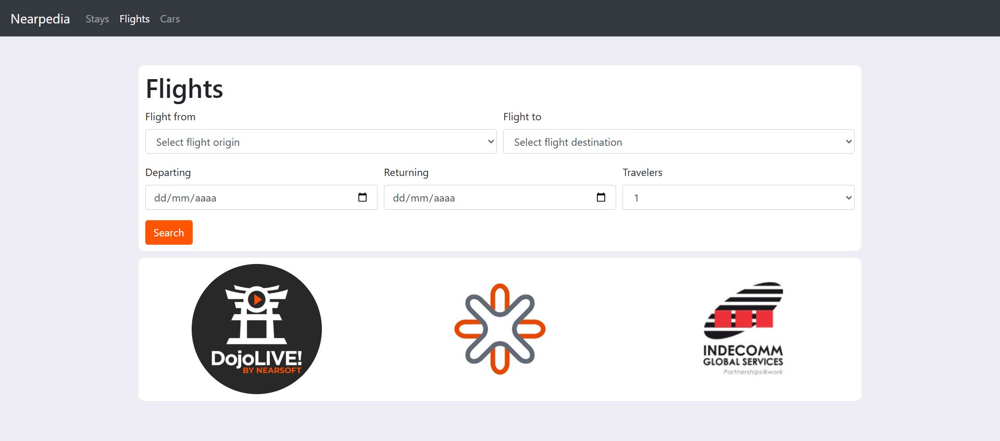 Nearpedia Stays Flights Cars
Flights
Flight from Flight to
Select flight origin Select flight destination
Departing Returning Travelers
dd/mm/aaaa dd/mm/aaaa 1
Search
DojoLIVE!
BY NEARSOFT
INDECOMM
GLOBAL SERVICES
Partnerships@work